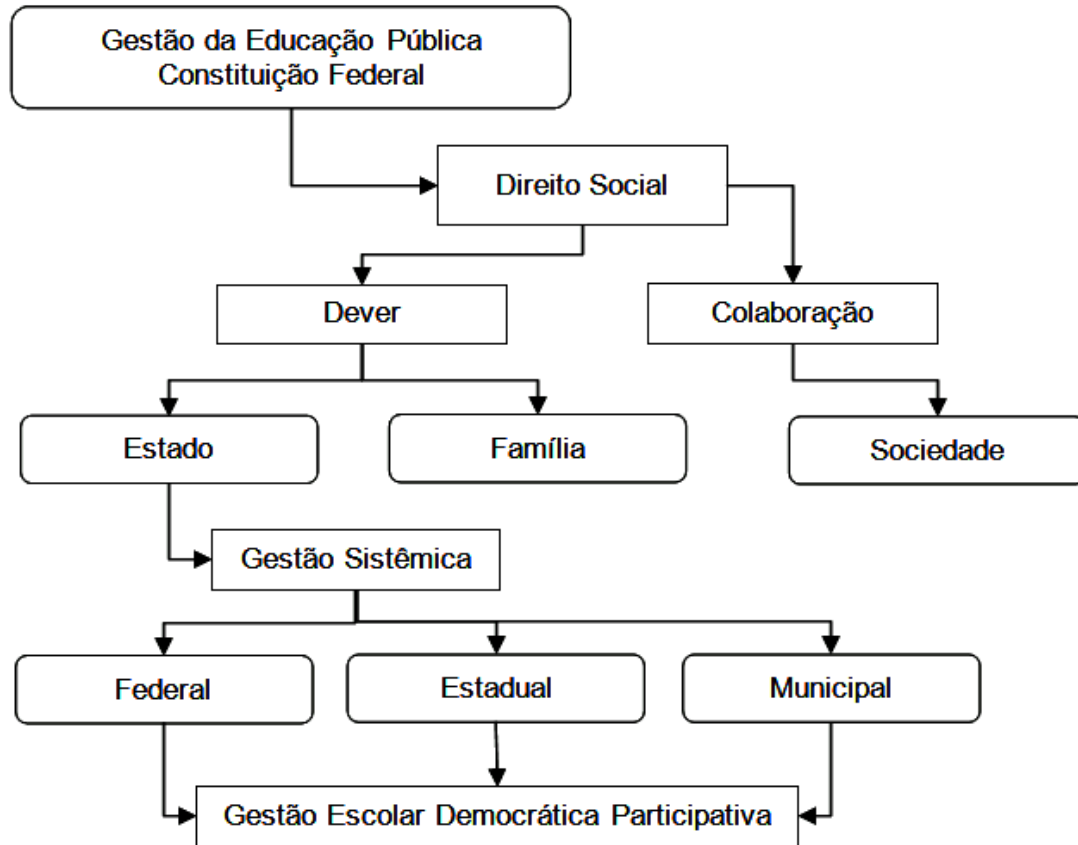 Gestão da Educação Pública
Constituição Federal
Direito Social
Dever
Colaboração
Estado
Família
Sociedade
Gestão Sistêmica
Federal
Estadual
Municipal
Gestão Escolar Democrática Participativa